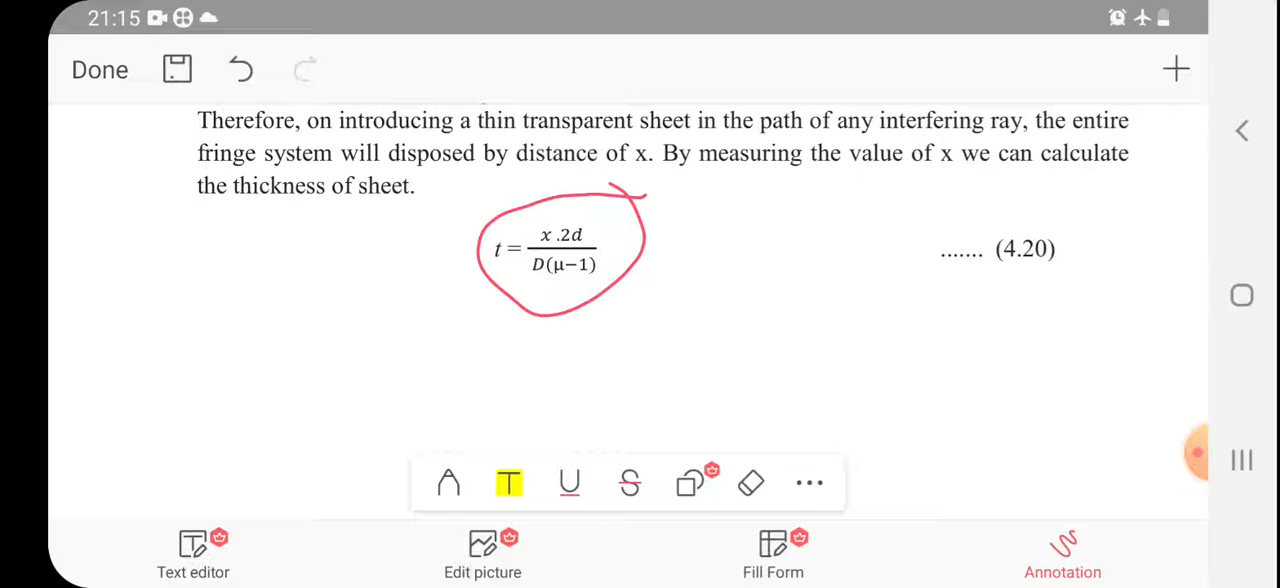 21:15
Done
Therefore, on introducing a thin transparent sheet in the path of any interfering ray, the entire
fringe system will disposed by distance of x. By measuring the value of x we can calculate
the thickness of sheet.
t = x .2d / D(μ−1) ....... (4.20)
T U S
Text editor Edit picture Fill Form Annotation